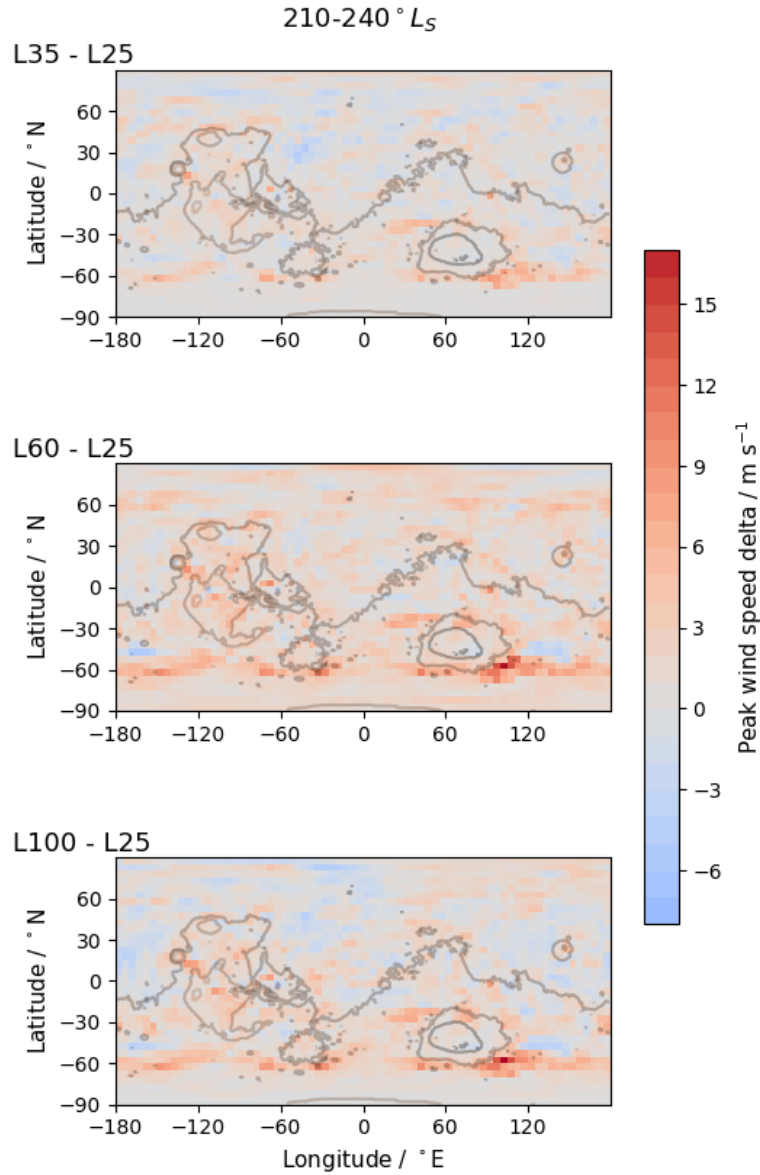 210-240°L_S
L35 - L25
Latitude / °N
60
30
0
−30
−60
−90
−180 −120 −60 0 60 120
L60 - L25
Latitude / °N
60
30
0
−30
−60
−90
−180 −120 −60 0 60 120
L100 - L25
Latitude / °N
60
30
0
−30
−60
−90
−180 −120 −60 0 60 120
Longitude / °E
15
12
9
6
3
0
−3
−6
Peak wind speed delta / m s⁻¹